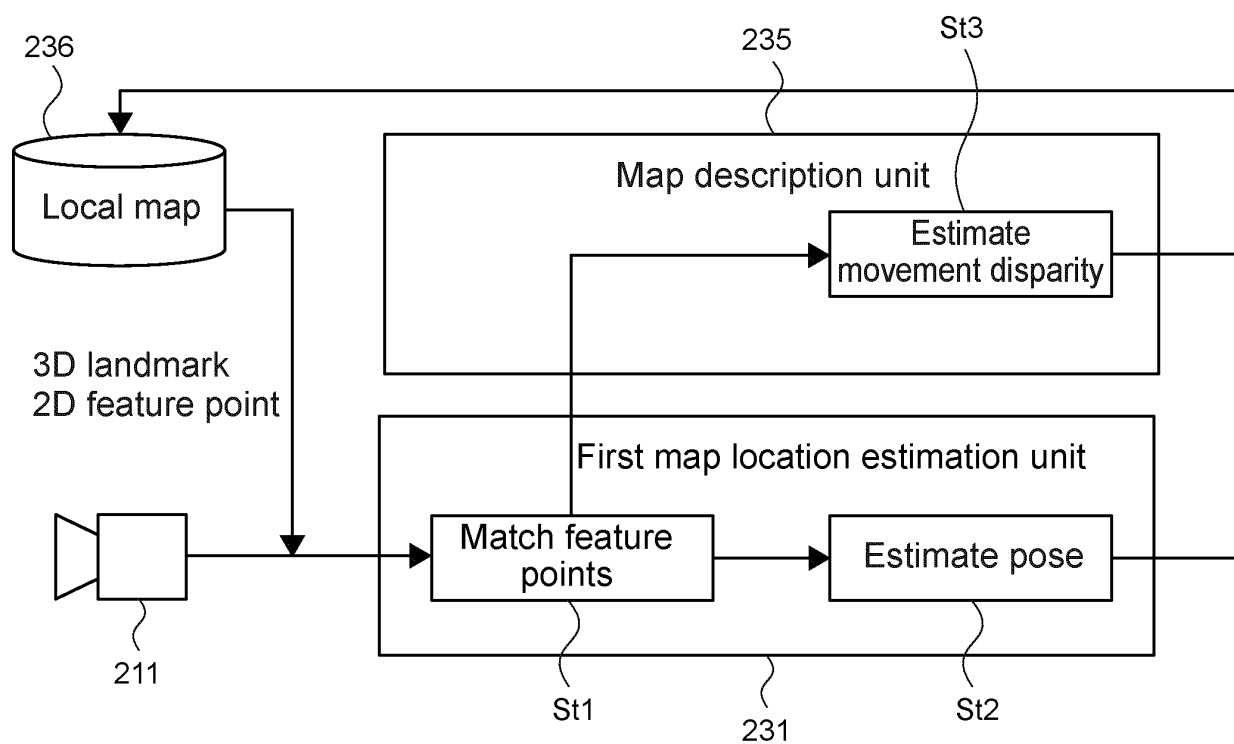 St3
236
235
Map description unit
Local map
Estimate
movement disparity
3D landmark
2D feature point
First map location estimation unit
Match feature
points
Estimate pose
211
St1
231
St2